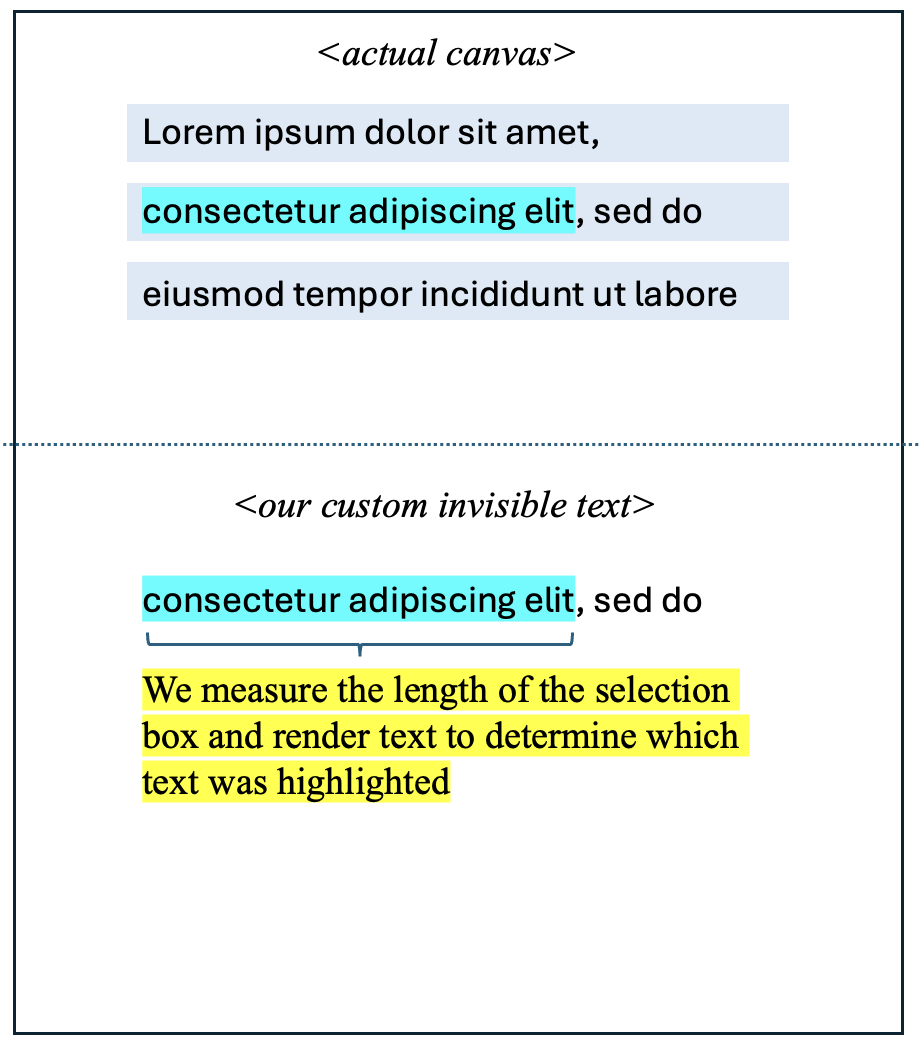 <actual canvas>
Lorem ipsum dolor sit amet,
consectetur adipiscing elit, sed do
eiusmod tempor incididunt ut labore
<our custom invisible text>
consectetur adipiscing elit, sed do
We measure the length of the selection
box and render text to determine which
text was highlighted